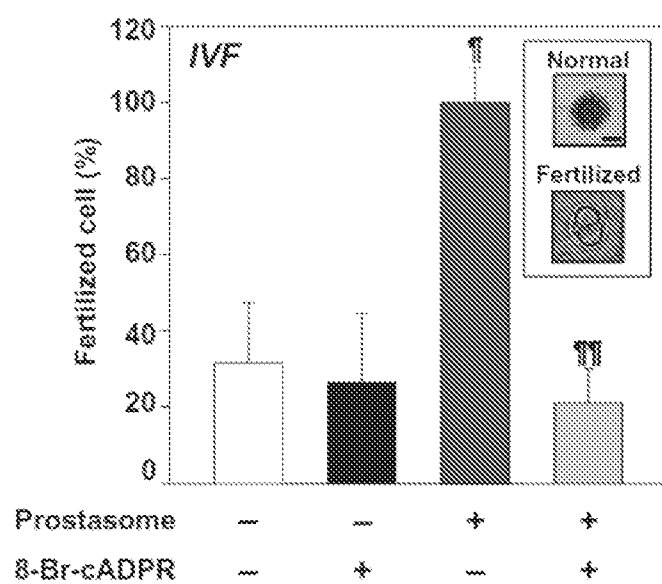 120
100
80
60
40
20
0
Fertilized cell (%)
IVF
¶
¶¶
Normal
Fertilized
Prostasome – – + +
8-Br-cADPR – + – +